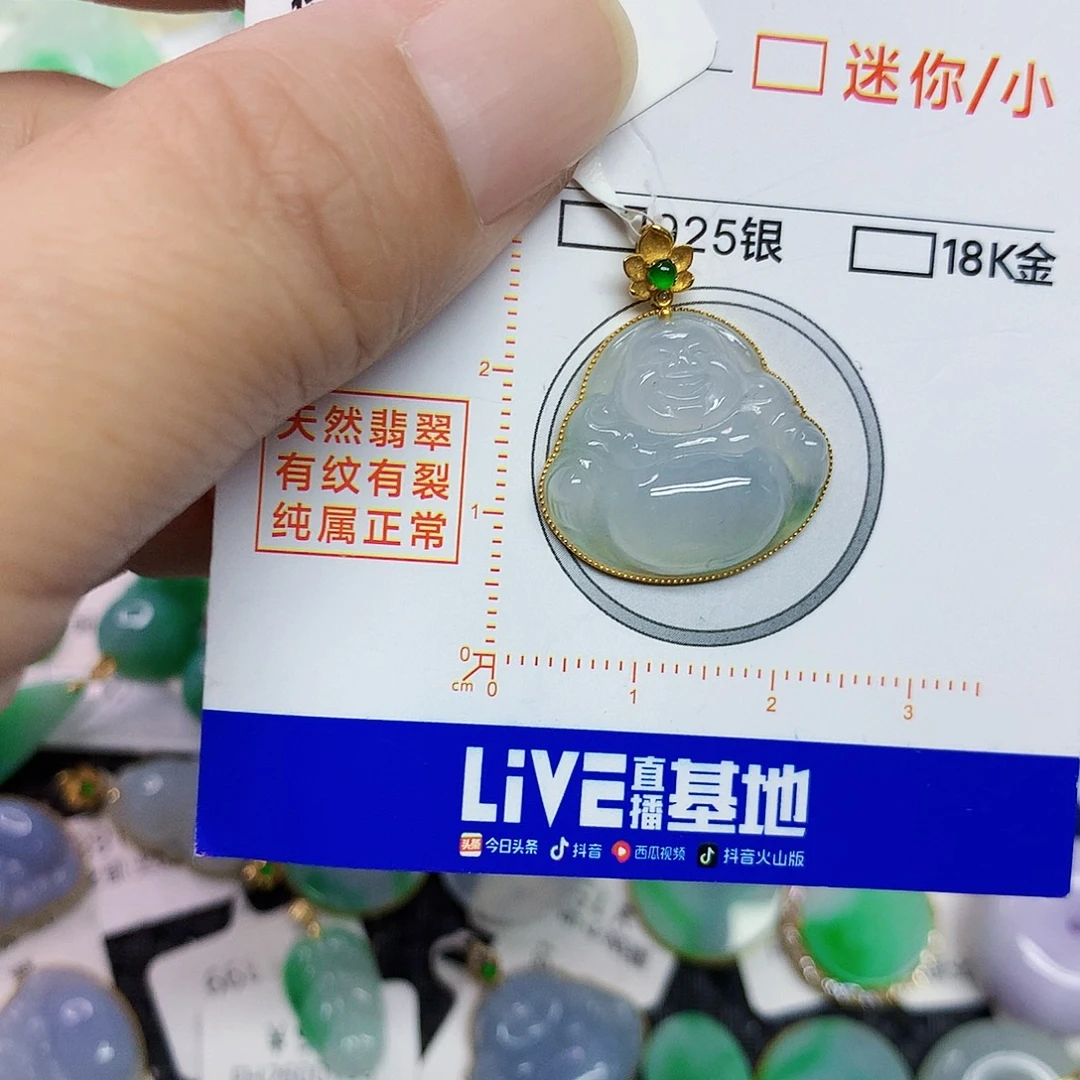 迷你/小
925银
18K金
天然翡翠
有纹有裂
纯属正常
2
1
0
cm 0 1 2 3
LiVE直播基地
头条 今日头条 抖音 西瓜视频 抖音火山版